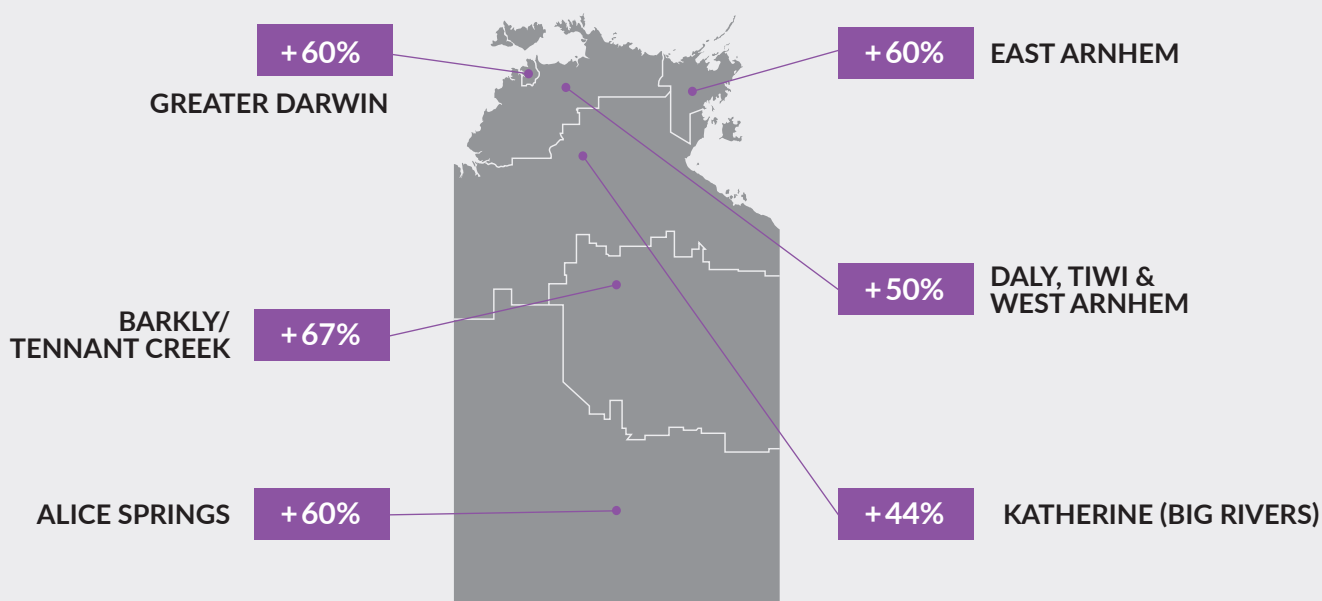 +60%
GREATER DARWIN
+60%
EAST ARNHEM
+50%
DALY, TIWI &
WEST ARNHEM
BARKLY/
TENNANT CREEK
+67%
ALICE SPRINGS
+60%
+44%
KATHERINE (BIG RIVERS)